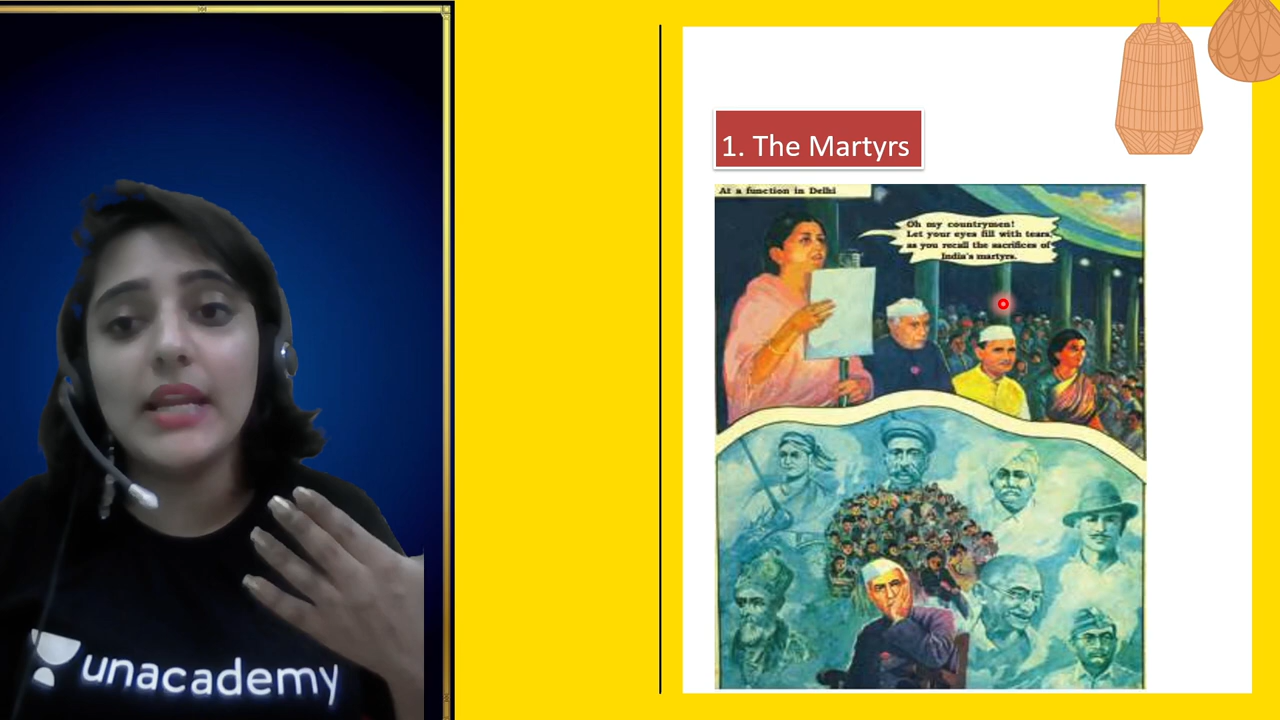 unacademy
1. The Martyrs
At a function in Delhi
Oh my countrymen!
Let your eyes fill with tears,
as you recall the sacrifices of
India's martyrs.